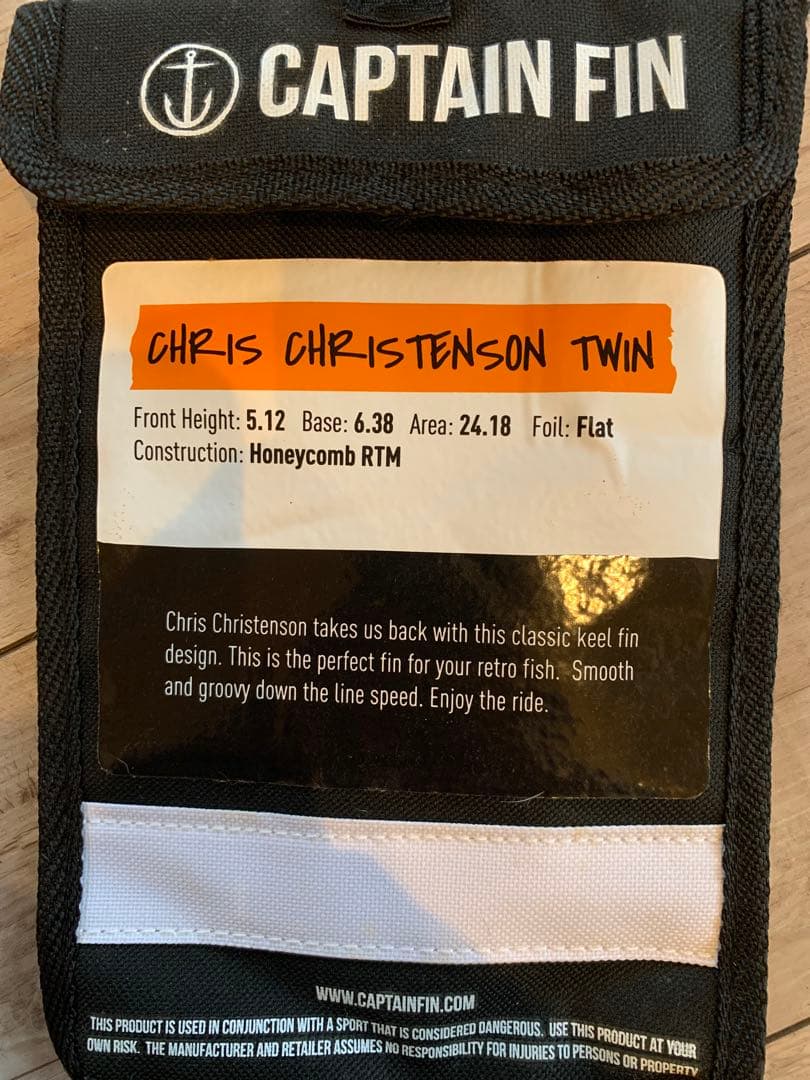 CAPTAIN FIN
CHRIS CHRISTENSON TWIN
Front Height: 5.12 Base: 6.38 Area: 24.18 Foil: Flat
Construction: Honeycomb RTM
Chris Christenson takes us back with this classic keel fin
design. This is the perfect fin for your retro fish. Smooth
and groovy down the line speed. Enjoy the ride.
WWW.CAPTAINFIN.COM
THIS PRODUCT IS USED IN CONJUNCTION WITH A SPORT THAT IS CONSIDERED DANGEROUS. USE THIS PRODUCT AT YOUR
OWN RISK. THE MANUFACTURER AND RETAILER ASSUMES NO RESPONSIBILITY FOR INJURIES TO PERSONS OR PROPERTY